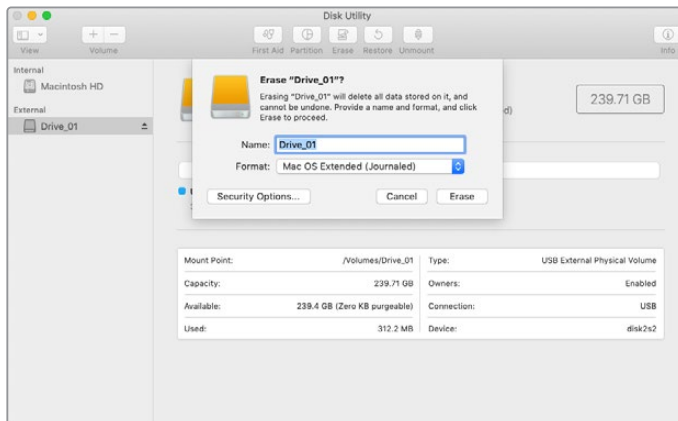 Disk Utility
View
Volume
First Aid
Partition
Erase
Restore
Unmount
Info
Internal
Macintosh HD
External
Drive_01
239.71 GB
Erase "Drive_01"?
Erasing "Drive_01" will delete all data stored on it, and
cannot be undone. Provide a name and format, and click
Erase to proceed.
Name: Drive_01
Format: Mac OS Extended (Journaled)
Security Options...
Cancel
Erase
Mount Point: /Volumes/Drive_01
Type: USB External Physical Volume
Capacity: 239.71 GB
Owners: Enabled
Available: 239.4 GB (Zero KB purgeable)
Connection: USB
Used: 312.2 MB
Device: disk2s2